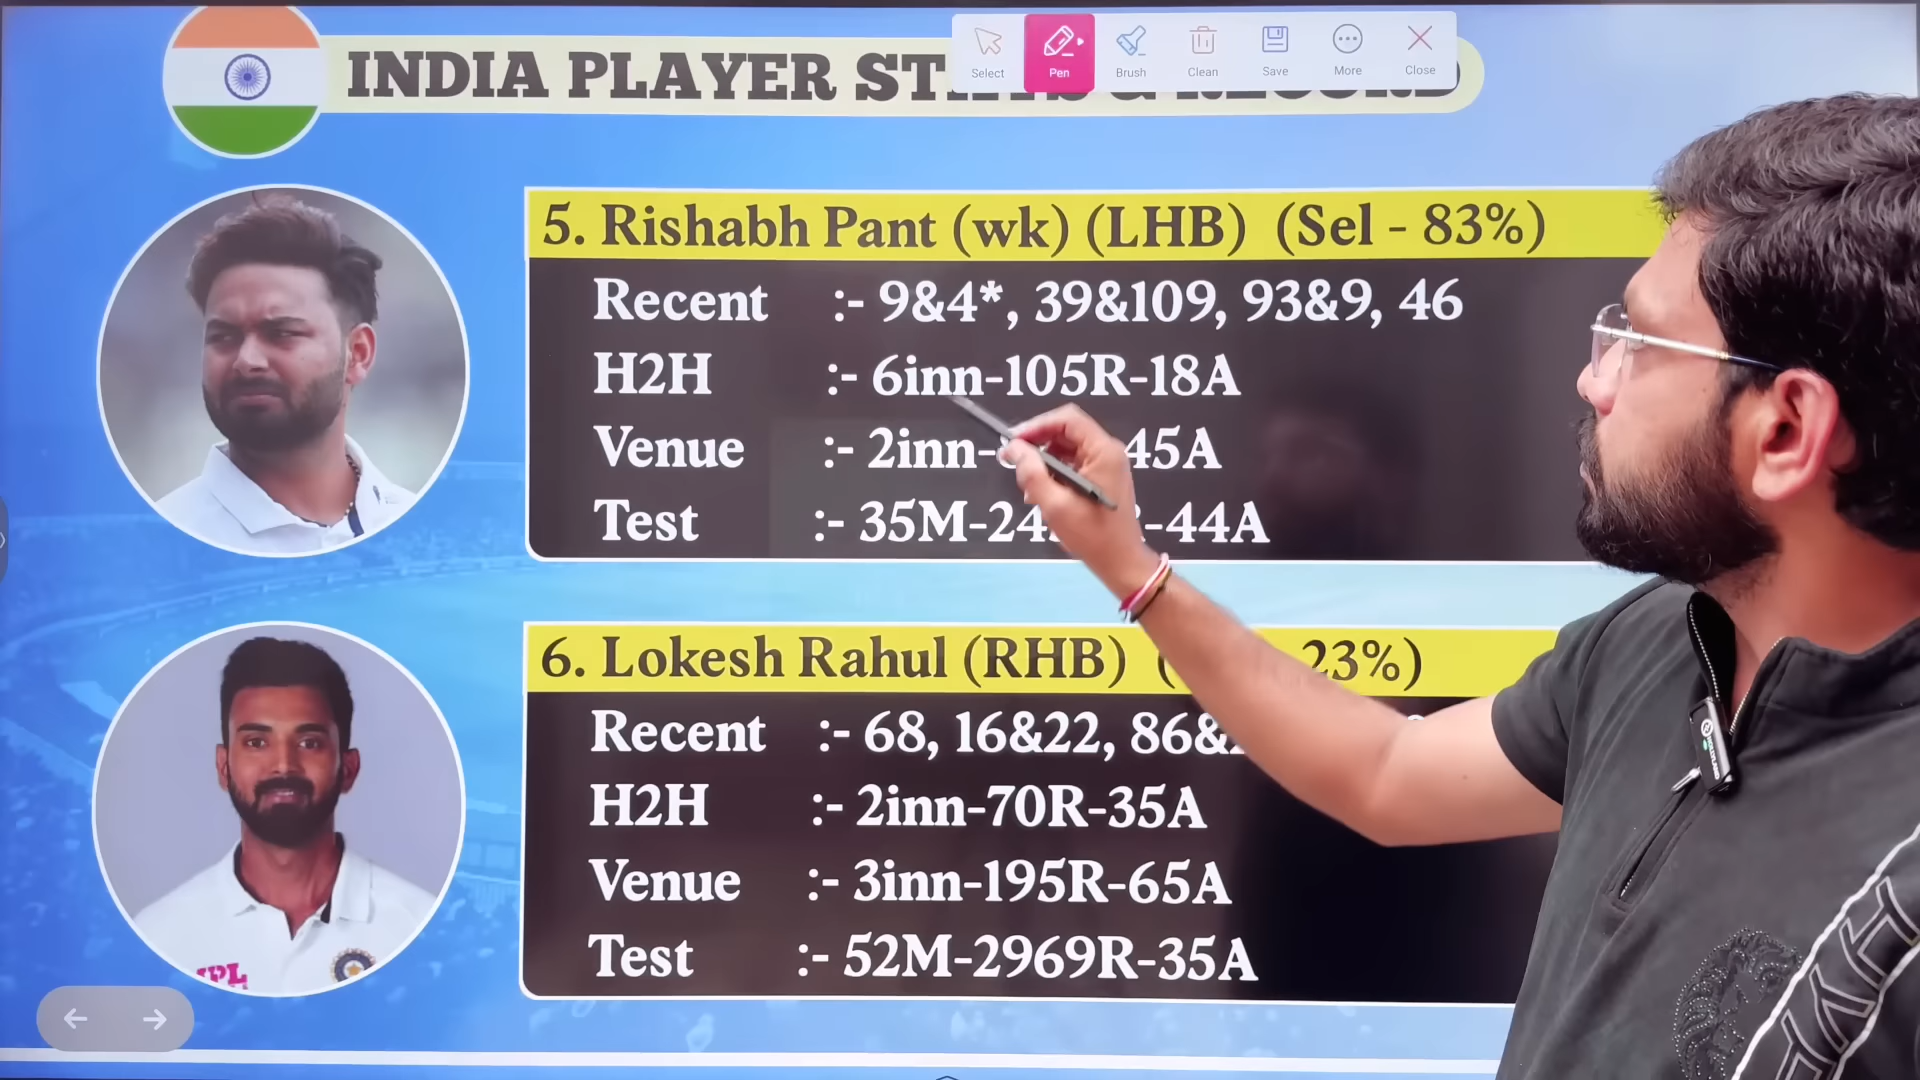 INDIA PLAYER
Select
Pen
Brush
Clean
Save
More
Close
5. Rishabh Pant (wk) (LHB) (Sel - 83%)
Recent :- 9&4*, 39&109, 93&9, 46
H2H :- 6inn-105R-18A
Venue :- 2inn- 45A
Test :- 35M-24 -44A
6. Lokesh Rahul (RHB) ( 23%)
Recent :- 68, 16&22, 86&
H2H :- 2inn-70R-35A
Venue :- 3inn-195R-65A
Test :- 52M-2969R-35A